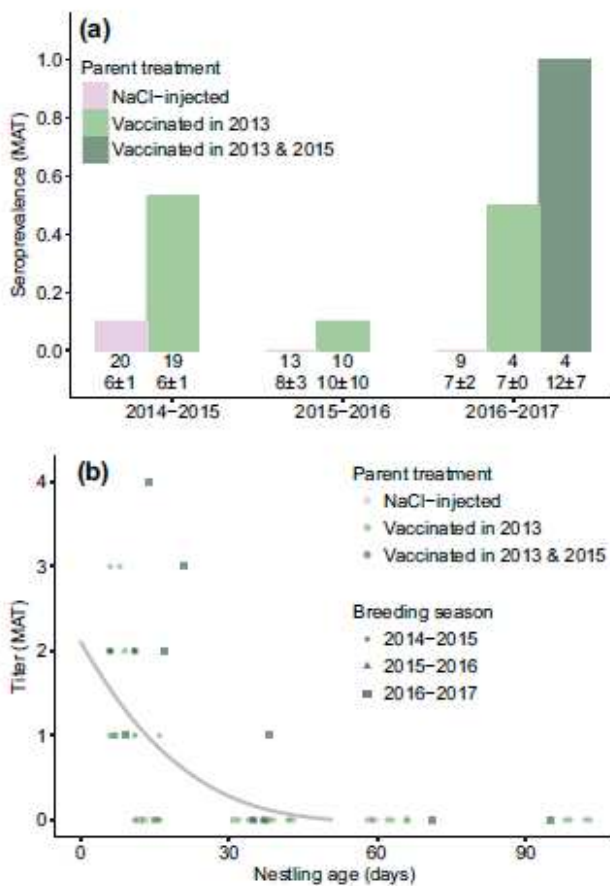 (a)
Parent treatment
NaCl−injected
Vaccinated in 2013
Vaccinated in 2013 & 2015
Seroprevalence (MAT)
1.0
0.8
0.6
0.4
0.2
0.0
20 19 13 10 9 4 4
6±1 6±1 8±3 10±10 7±2 7±0 12±7
2014−2015 2015−2016 2016−2017
(b)
Parent treatment
NaCl−injected
Vaccinated in 2013
Vaccinated in 2013 & 2015
Breeding season
2014−2015
2015−2016
2016−2017
Titer (MAT)
4
3
2
1
0
0 30 60 90
Nestling age (days)